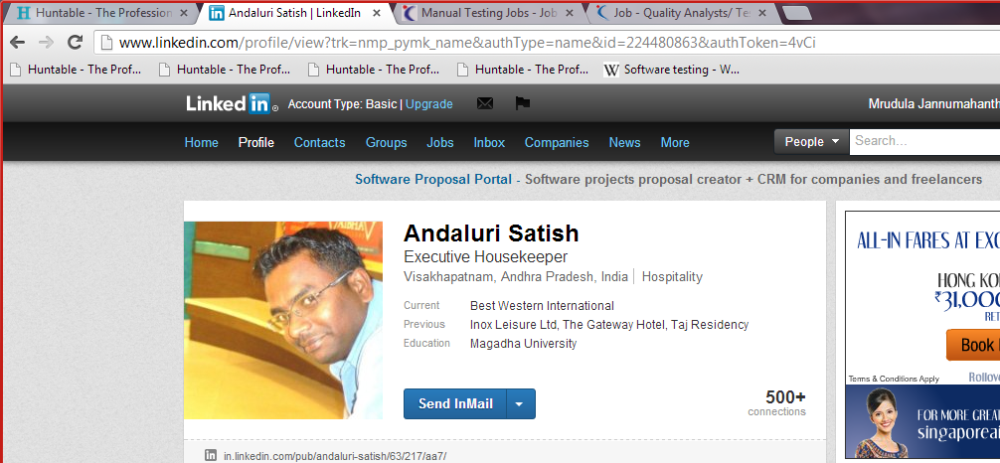 Huntable - The Profession
Andaluri Satish | LinkedIn
Manual Testing Jobs - Job
Job - Quality Analysts/ Te
www.linkedin.com/profile/view?trk=nmp_pymk_name&authType=name&id=224480863&authToken=4vCi
Huntable - The Prof...
Huntable - The Prof...
Huntable - The Prof...
Huntable - The Prof...
W Software testing - W...
Linked in Account Type: Basic | Upgrade
Mrudula Jannumahanth
Home Profile Contacts Groups Jobs Inbox Companies News More
People Search...
Software Proposal Portal - Software projects proposal creator + CRM for companies and freelancers
Andaluri Satish
Executive Housekeeper
Visakhapatnam, Andhra Pradesh, India | Hospitality
Current Best Western International
Previous Inox Leisure Ltd, The Gateway Hotel, Taj Residency
Education Magadha University
Send InMail
500+
connections
in in.linkedin.com/pub/andaluri-satish/63/217/aa7/
ALL-IN FARES AT EXC
HONG KO
₹31,000
RET
Book
Terms & Conditions Apply
Rollove
FOR MORE GREA
singaporeai